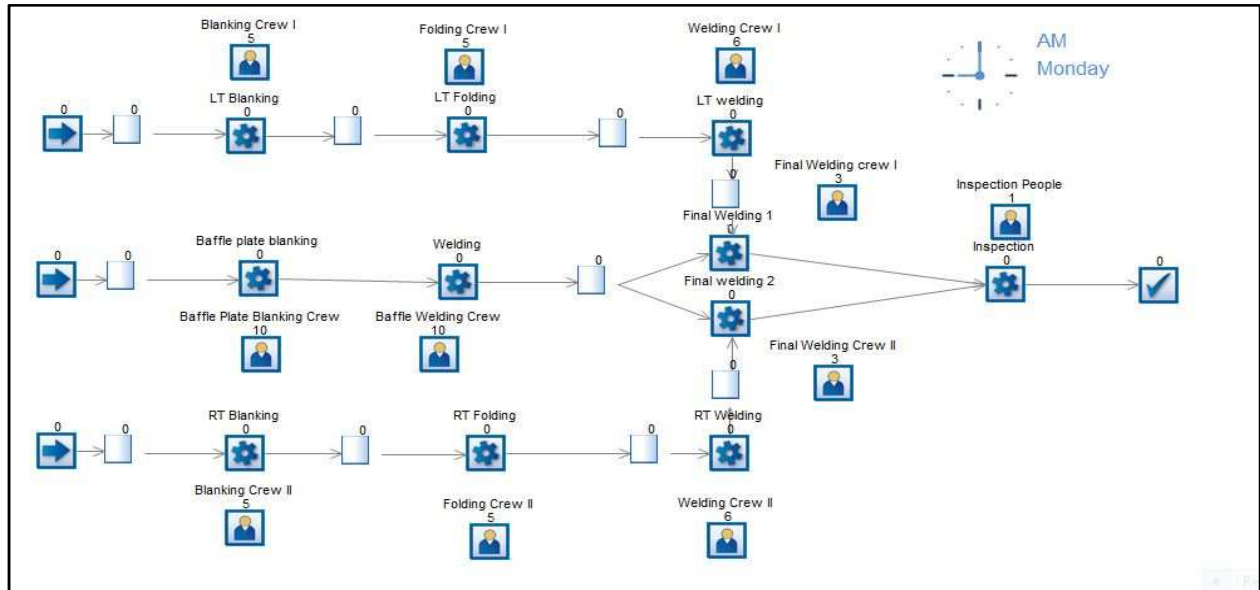 Blanking Crew I
5
Folding Crew I
5
Welding Crew I
6
AM
Monday
LT Blanking
0
LT Folding
0
LT welding
0
0
0
0
0
0
Final Welding crew I
3
Inspection People
1
Final Welding 1
0
Baffle plate blanking
0
Welding
0
Inspection
0
0
0
0
0
Final welding 2
0
Baffle Plate Blanking Crew
10
Baffle Welding Crew
10
Final Welding Crew II
3
0
RT Blanking
0
RT Folding
0
RT Welding
0
0
0
0
0
Blanking Crew II
5
Folding Crew II
5
Welding Crew II
6